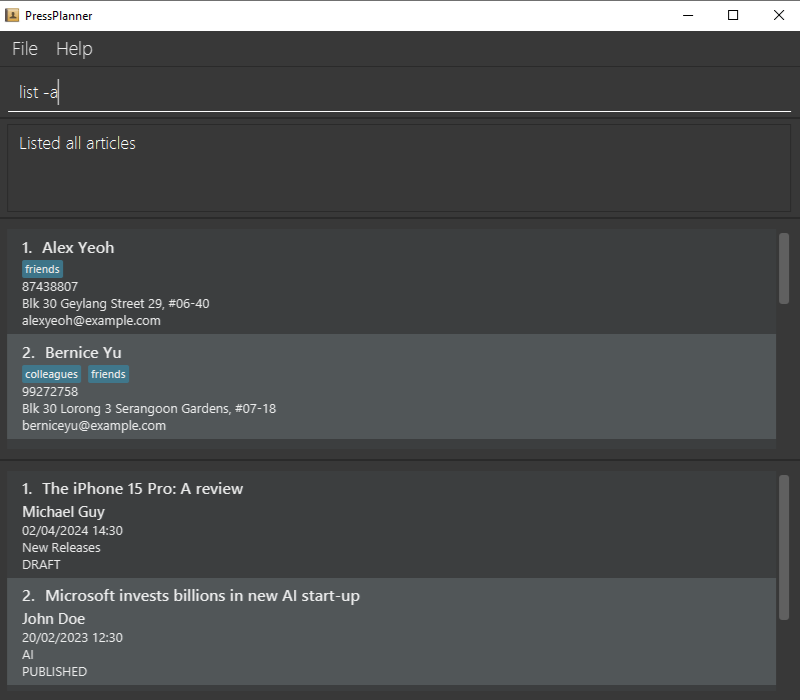 PressPlanner
File Help
list -a
Listed all articles
1. Alex Yeoh
friends
87438807
Blk 30 Geylang Street 29, #06-40
alexyeoh@example.com
2. Bernice Yu
colleagues friends
99272758
Blk 30 Lorong 3 Serangoon Gardens, #07-18
berniceyu@example.com
1. The iPhone 15 Pro: A review
Michael Guy
02/04/2024 14:30
New Releases
DRAFT
2. Microsoft invests billions in new AI start-up
John Doe
20/02/2023 12:30
AI
PUBLISHED